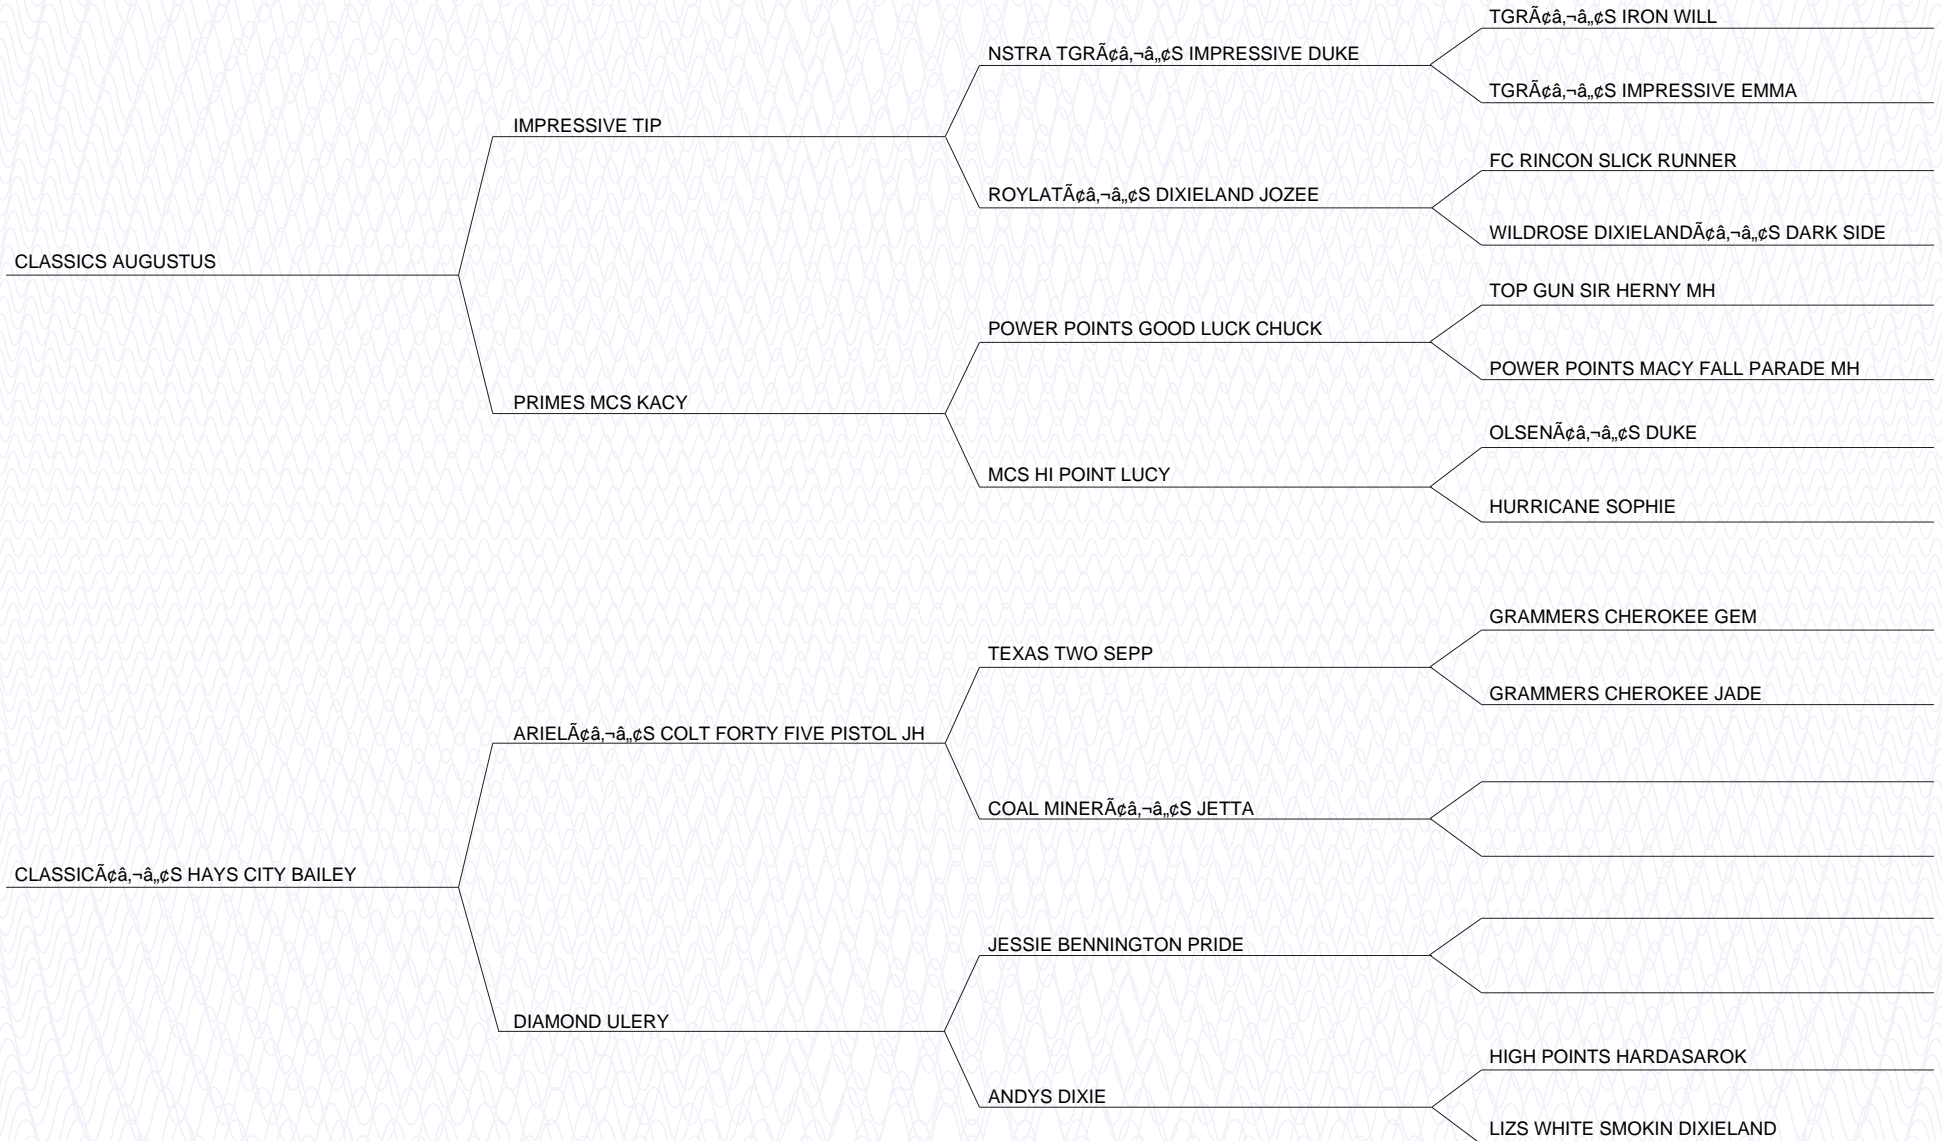 TGRÃ¢â‚¬â„¢S IRON WILL
NSTRA TGRÃ¢â‚¬â„¢S IMPRESSIVE DUKE
TGRÃ¢â‚¬â„¢S IMPRESSIVE EMMA
IMPRESSIVE TIP
FC RINCON SLICK RUNNER
ROYLATÃ¢â‚¬â„¢S DIXIELAND JOZEE
WILDROSE DIXIELANDÃ¢â‚¬â„¢S DARK SIDE
CLASSICS AUGUSTUS
TOP GUN SIR HERNY MH
POWER POINTS GOOD LUCK CHUCK
POWER POINTS MACY FALL PARADE MH
PRIMES MCS KACY
OLSENÃ¢â‚¬â„¢S DUKE
MCS HI POINT LUCY
HURRICANE SOPHIE
GRAMMERS CHEROKEE GEM
TEXAS TWO SEPP
GRAMMERS CHEROKEE JADE
ARIELÃ¢â‚¬â„¢S COLT FORTY FIVE PISTOL JH
COAL MINERÃ¢â‚¬â„¢S JETTA
CLASSICÃ¢â‚¬â„¢S HAYS CITY BAILEY
JESSIE BENNINGTON PRIDE
DIAMOND ULERY
HIGH POINTS HARDASAROK
ANDYS DIXIE
LIZS WHITE SMOKIN DIXIELAND